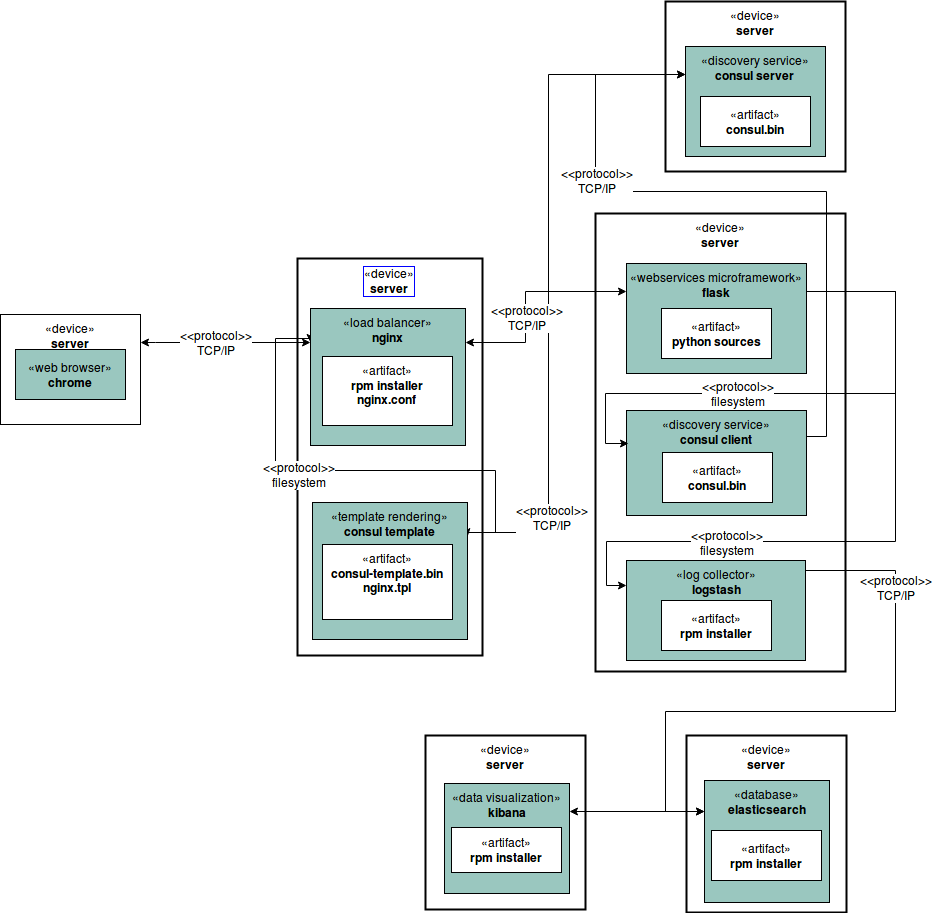 «device»
server
«discovery service»
consul server
«artifact»
consul.bin
<<protocol>>
TCP/IP
«device»
server
«webservices microframework»
flask
«artifact»
python sources
<<protocol>>
filesystem
«discovery service»
consul client
«artifact»
consul.bin
<<protocol>>
filesystem
«log collector»
logstash
«artifact»
rpm installer
<<protocol>>
TCP/IP
«device»
server
«load balancer»
nginx
«artifact»
rpm installer
nginx.conf
<<protocol>>
TCP/IP
<<protocol>>
filesystem
«template rendering»
consul template
«artifact»
consul-template.bin
nginx.tpl
<<protocol>>
TCP/IP
«device»
server
«web browser»
chrome
<<protocol>>
TCP/IP
«device»
server
«data visualization»
kibana
«artifact»
rpm installer
«device»
server
«database»
elasticsearch
«artifact»
rpm installer